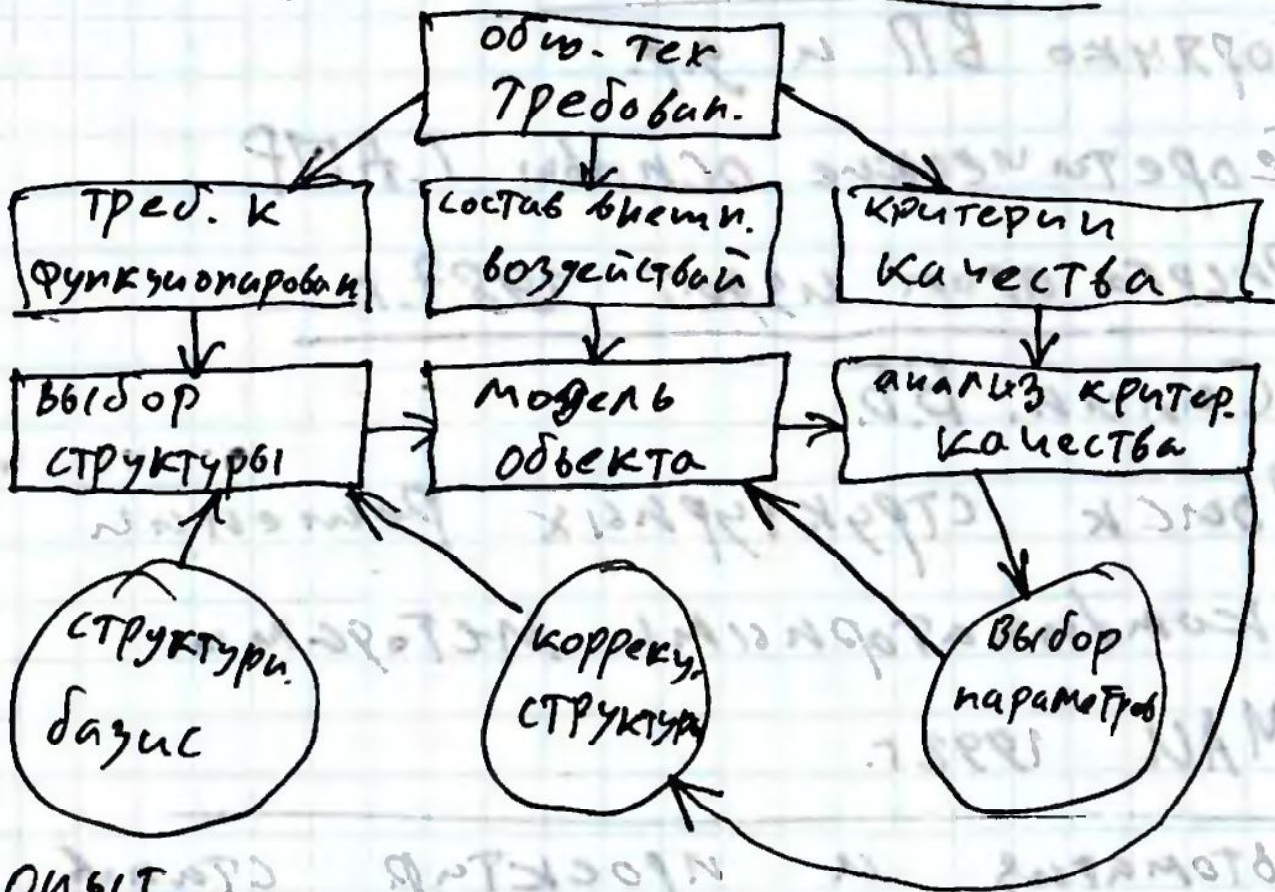 общ. тех
Требован.
Треб. к
функционирован
состав внешн.
воздействий
критерии
качества
выбор
структуры
модель
объекта
анализ критер.
качества
структурн.
базис
коррекц.
структуры
Выбор
параметров
опыт